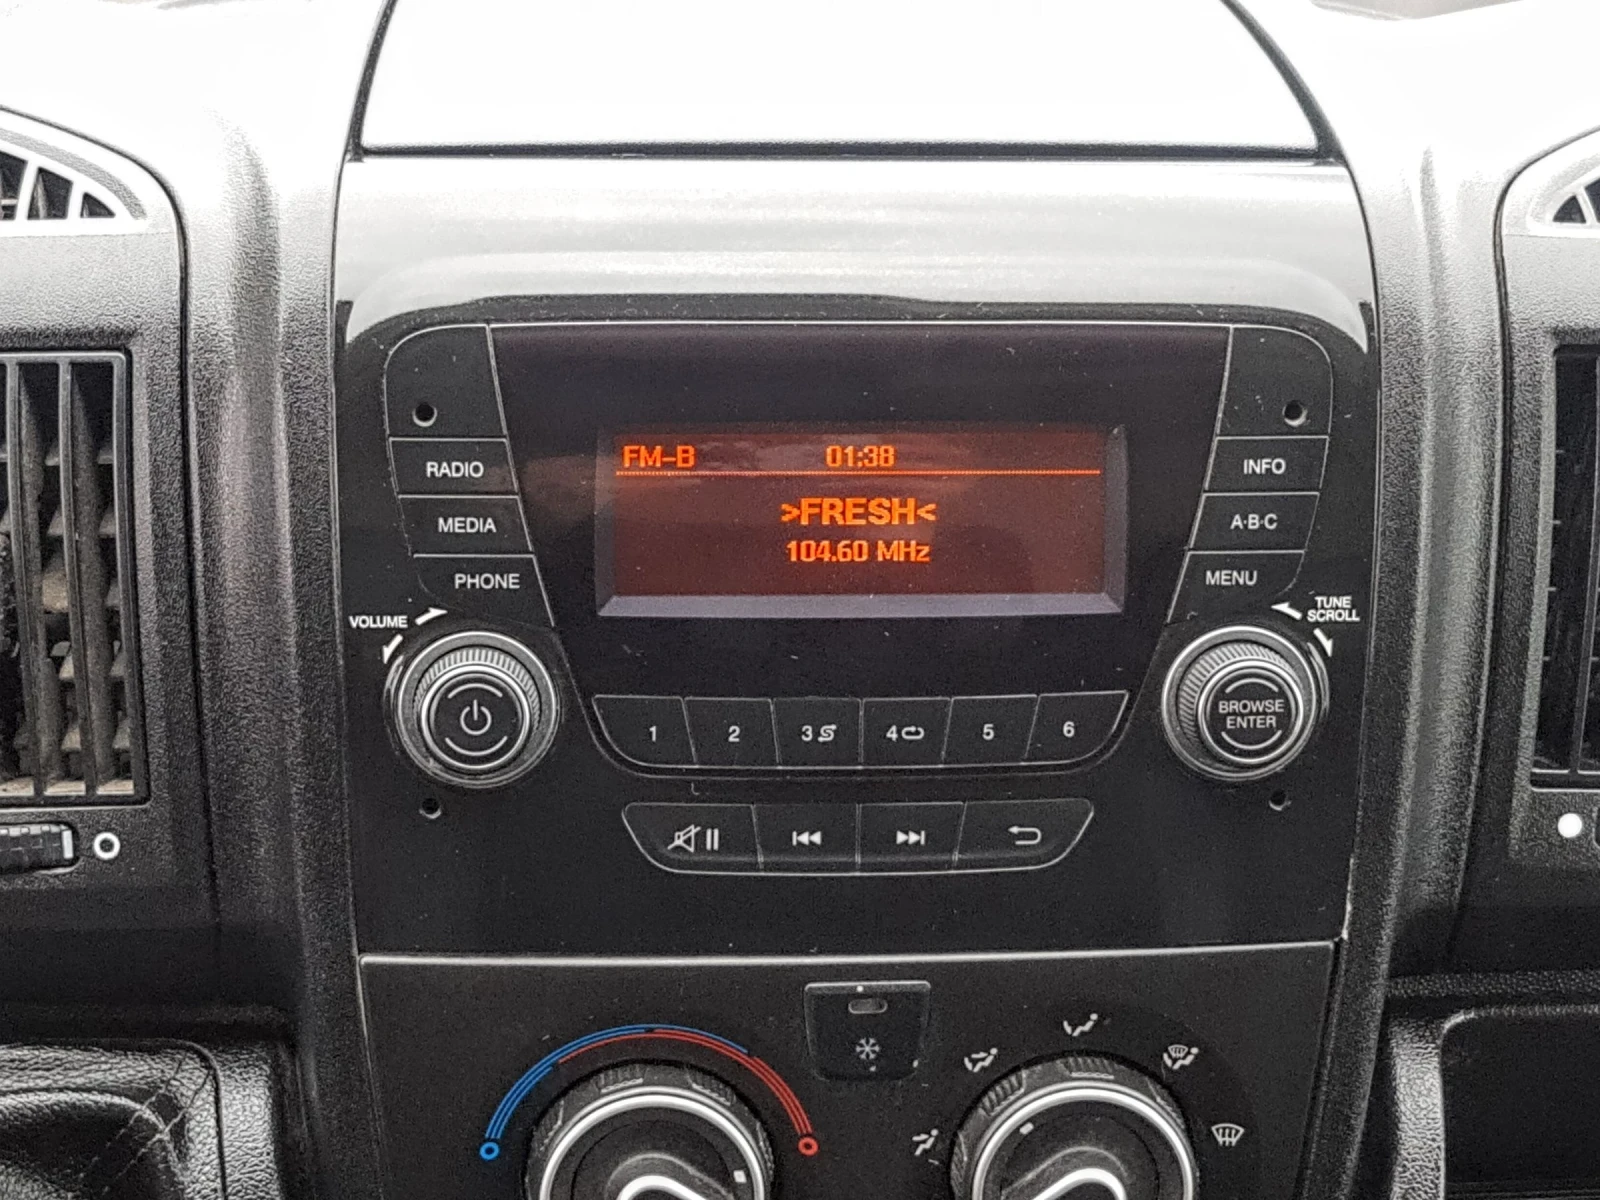 FM-B 01:38
>FRESH<
104.60 MHz
RADIO
MEDIA
PHONE
VOLUME
INFO
A·B·C
MENU
TUNE
SCROLL
BROWSE
ENTER
1 2 3 4 5 6